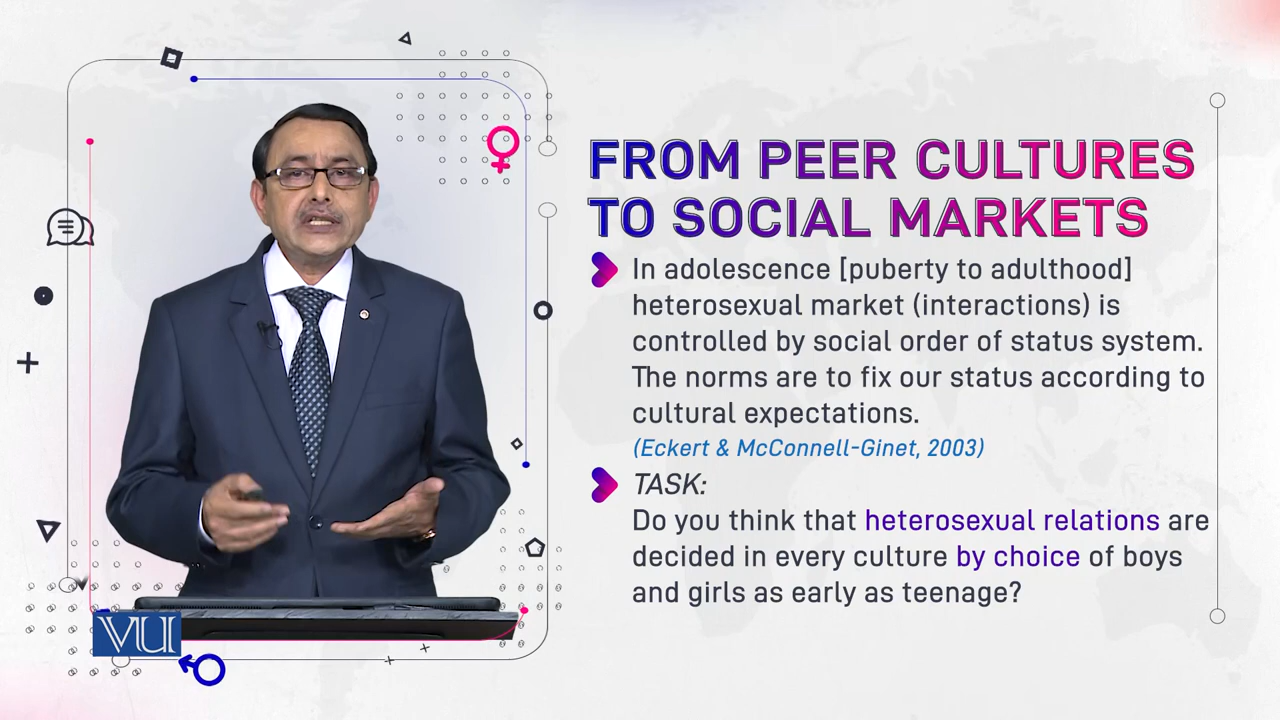 FROM PEER CULTURES
TO SOCIAL MARKETS
In adolescence [puberty to adulthood]
heterosexual market (interactions) is
controlled by social order of status system.
The norms are to fix our status according to
cultural expectations.
(Eckert & McConnell-Ginet, 2003)
TASK:
Do you think that heterosexual relations are
decided in every culture by choice of boys
and girls as early as teenage?
VU